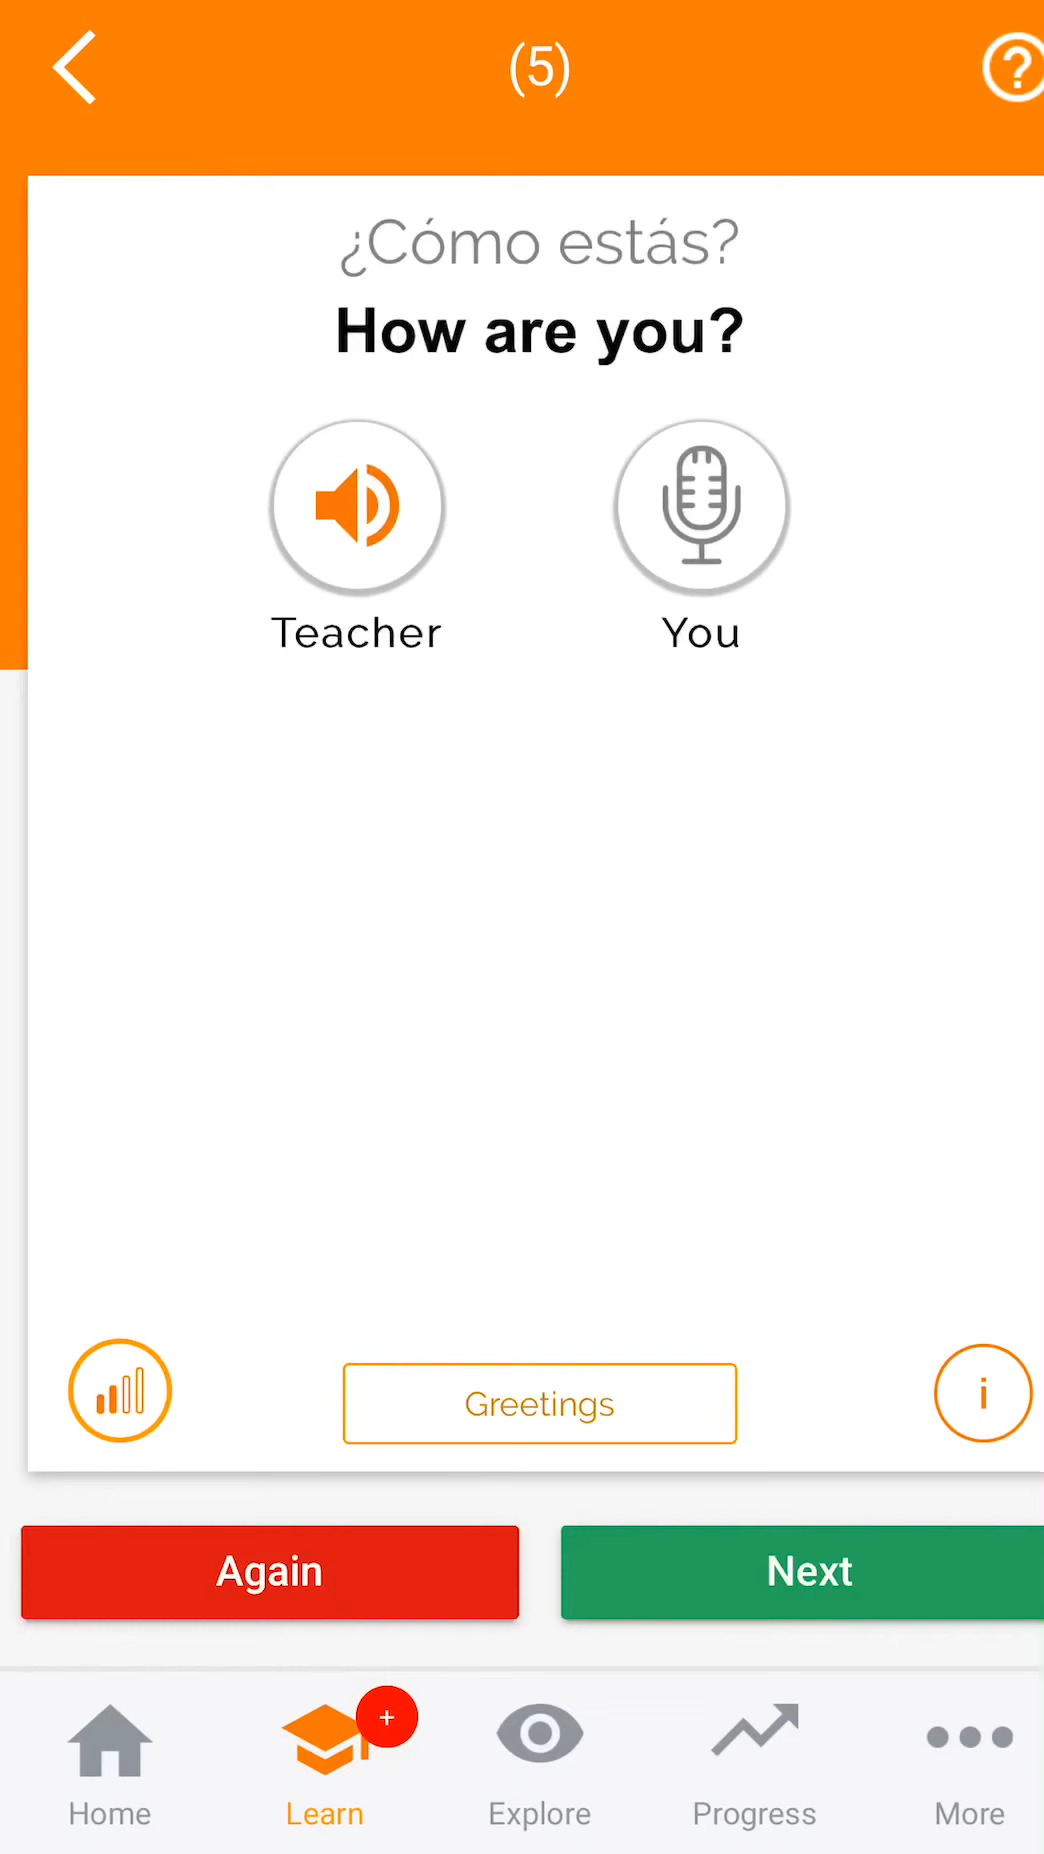 (5)
¿Cómo estás?
How are you?
Teacher
You
Greetings
i
Again
Next
+
Home
Learn
Explore
Progress
More